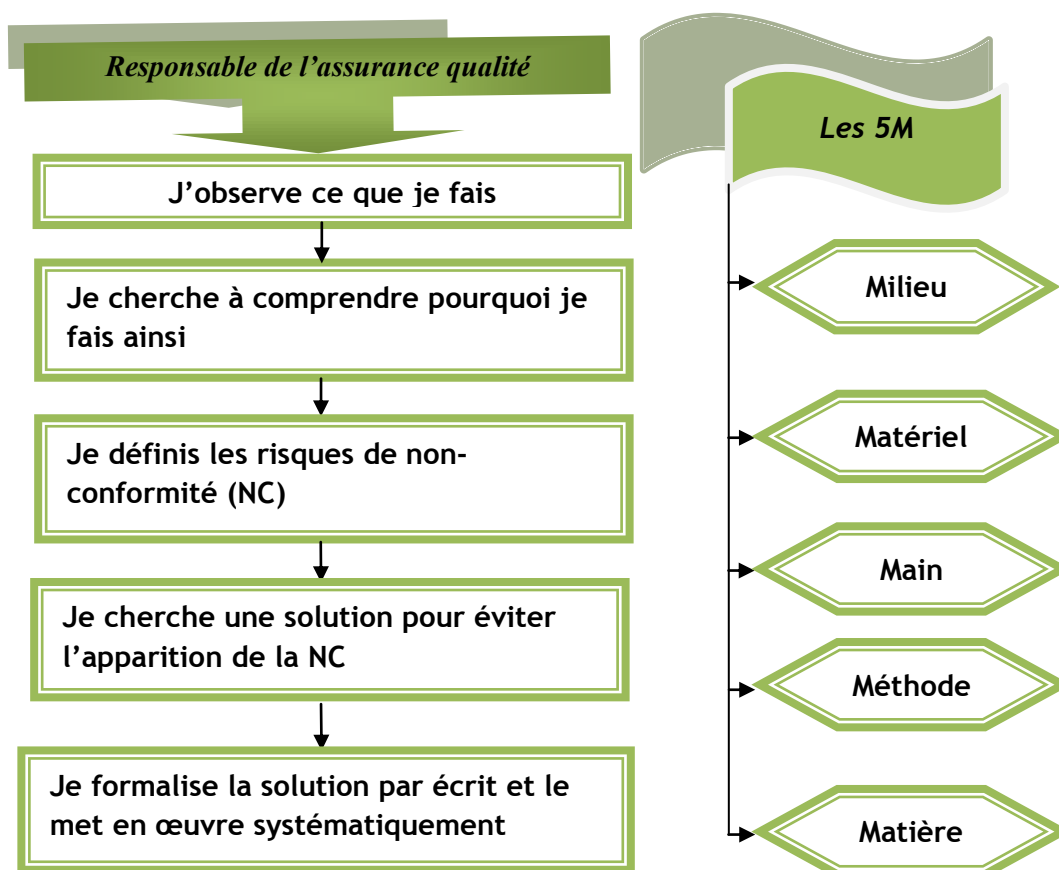 Responsable de l’assurance qualité
J’observe ce que je fais
Je cherche à comprendre pourquoi je
fais ainsi
Je définis les risques de non-
conformité (NC)
Je cherche une solution pour éviter
l’apparition de la NC
Je formalise la solution par écrit et le
met en œuvre systématiquement
Les 5M
Milieu
Matériel
Main
Méthode
Matière